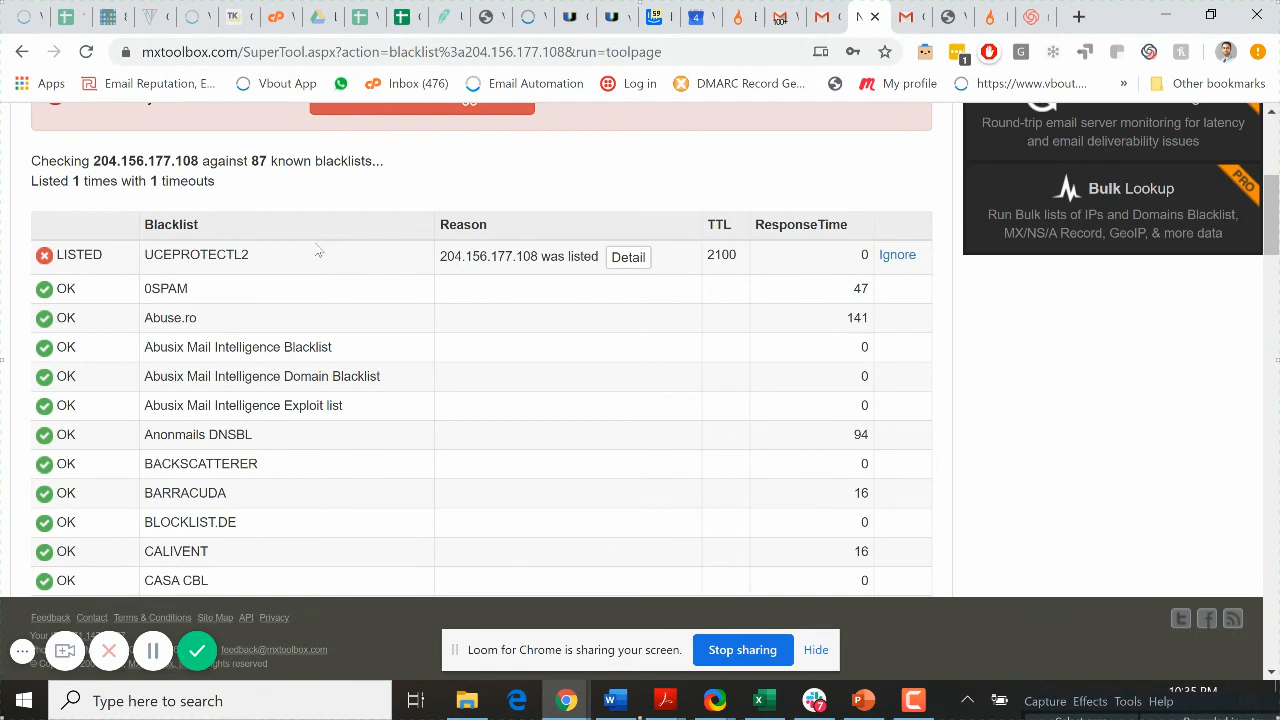 mxtoolbox.com/SuperTool.aspx?action=blacklist%3a204.156.177.108&run=toolpage
Apps
Email Reputation, E...
Vbout App
Inbox (476)
Email Automation
Log in
DMARC Record Ge...
My profile
https://www.vbout....
»
Other bookmarks
Round-trip email server monitoring for latency
and email deliverability issues
Bulk Lookup
PRO
Run Bulk lists of IPs and Domains Blacklist,
MX/NS/A Record, GeoIP, & more data
Checking 204.156.177.108 against 87 known blacklists...
Listed 1 times with 1 timeouts
Blacklist Reason TTL ResponseTime
LISTED UCEPROTECTL2 204.156.177.108 was listed Detail 2100 0 Ignore
OK 0SPAM 47
OK Abuse.ro 141
OK Abusix Mail Intelligence Blacklist 0
OK Abusix Mail Intelligence Domain Blacklist 0
OK Abusix Mail Intelligence Exploit list 0
OK Anonmails DNSBL 94
OK BACKSCATTERER 0
OK BARRACUDA 16
OK BLOCKLIST.DE 0
OK CALIVENT 16
OK CASA CBL 0
Feedback Contact Terms & Conditions Site Map API Privacy
feedback@mxtoolbox.com
rights reserved
Loom for Chrome is sharing your screen. Stop sharing Hide
Type here to search
10:35 PM
Capture Effects Tools Help